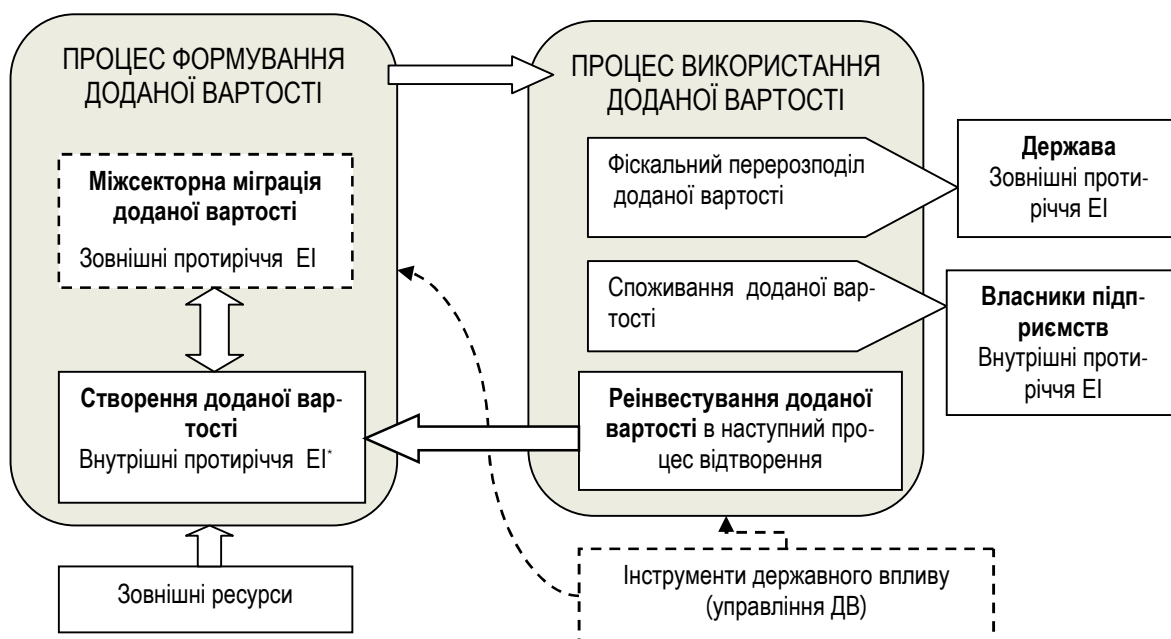 ПРОЦЕС ФОРМУВАННЯ
ДОДАНОЇ ВАРТОСТІ
Міжсекторна міграція
доданої вартості
Зовнішні протиріччя ЕІ
Створення доданої вар-
тості
Внутрішні протиріччя ЕІ*
Зовнішні ресурси
ПРОЦЕС ВИКОРИСТАННЯ
ДОДАНОЇ ВАРТОСТІ
Фіскальний перерозподіл
доданої вартості
Споживання доданої вар-
тості
Реінвестування доданої
вартості в наступний про-
цес відтворення
Держава
Зовнішні проти-
річчя ЕІ
Власники підп-
риємств
Внутрішні проти-
річчя ЕІ
Інструменти державного впливу
(управління ДВ)